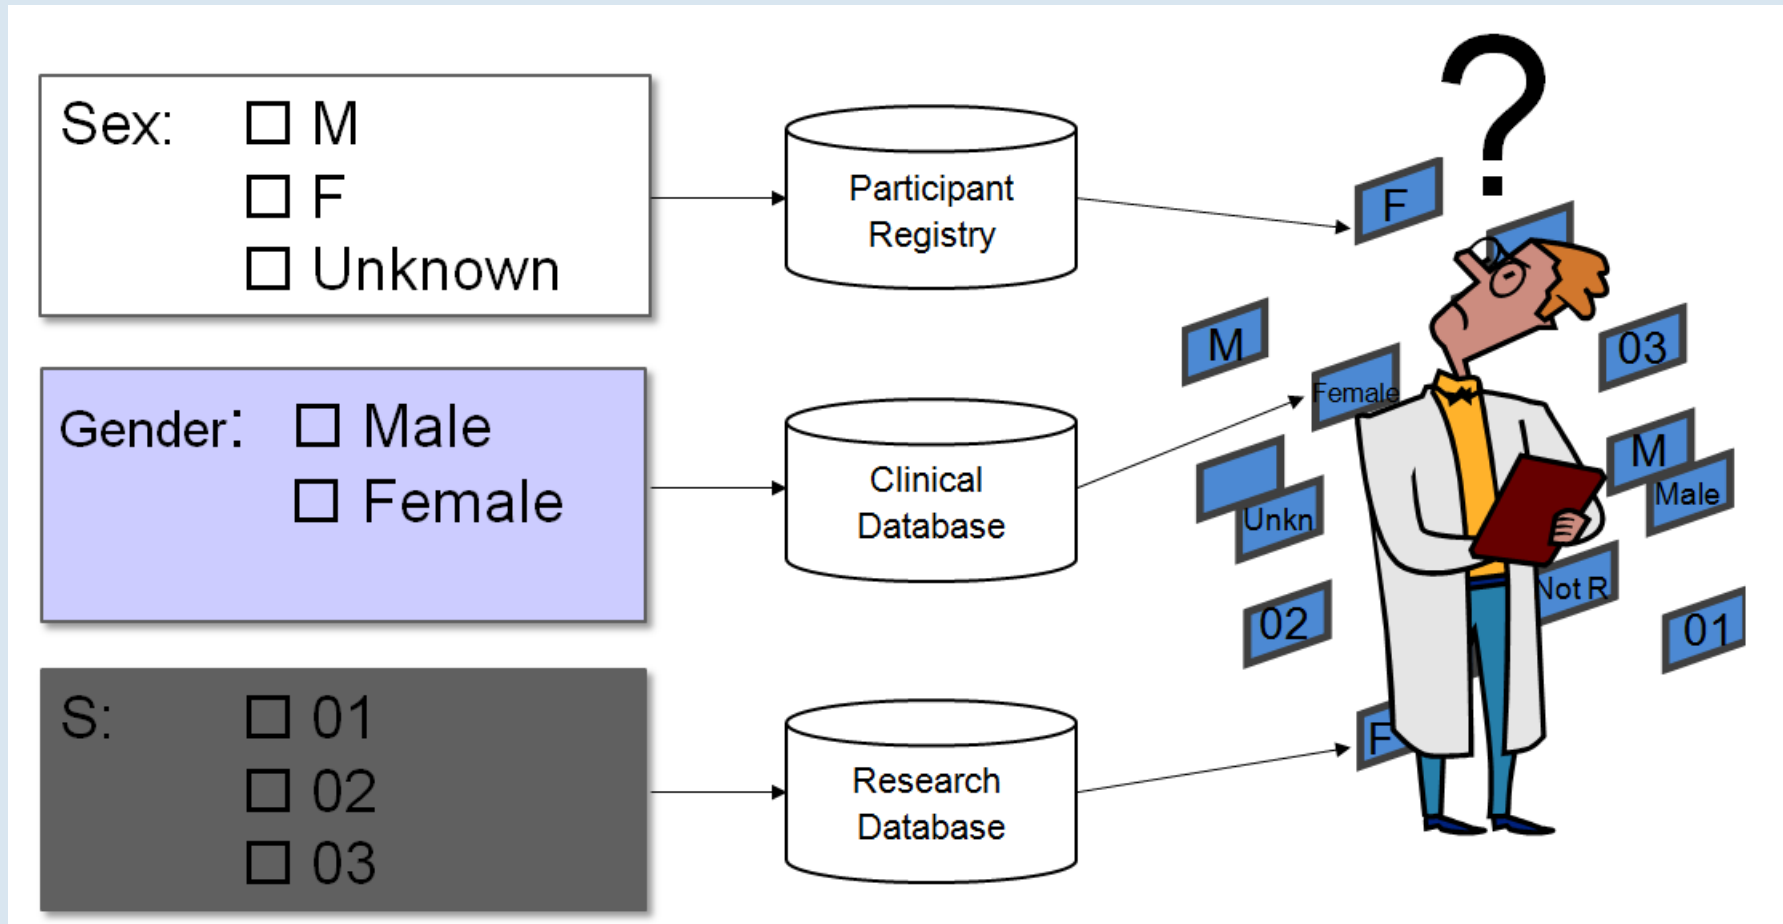 Sex: ☐ M
☐ F
☐ Unknown
Participant
Registry
Gender: ☐ Male
☐ Female
Clinical
Database
S: ☐ 01
☐ 02
☐ 03
Research
Database
?
F
M
03
Female
M
Male
Unkn
Not R
02
01
F